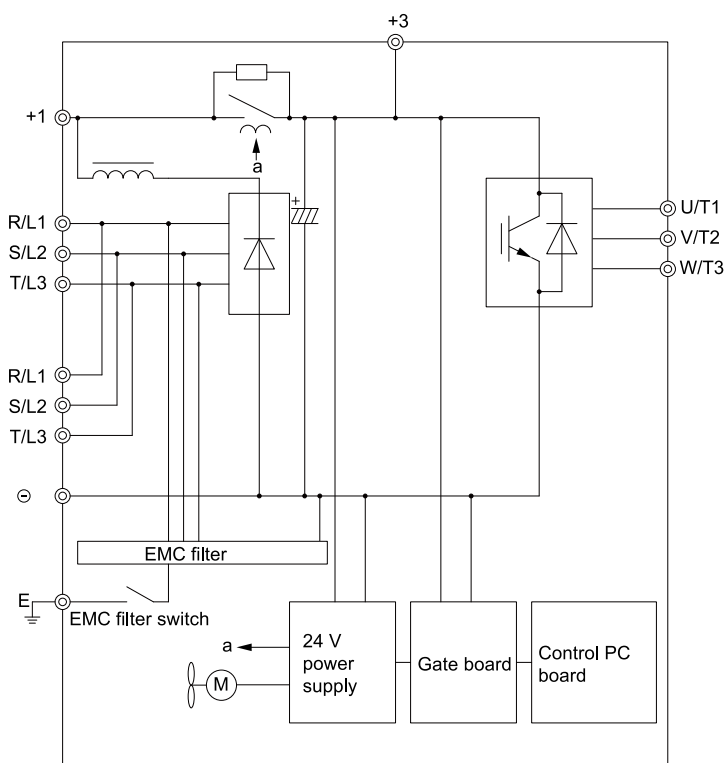 +3
+1
a
+
R/L1
S/L2
T/L3
U/T1
V/T2
W/T3
R/L1
S/L2
T/L3
⊖
EMC filter
E
EMC filter switch
a
M
24 V
power
supply
Gate board
Control PC
board